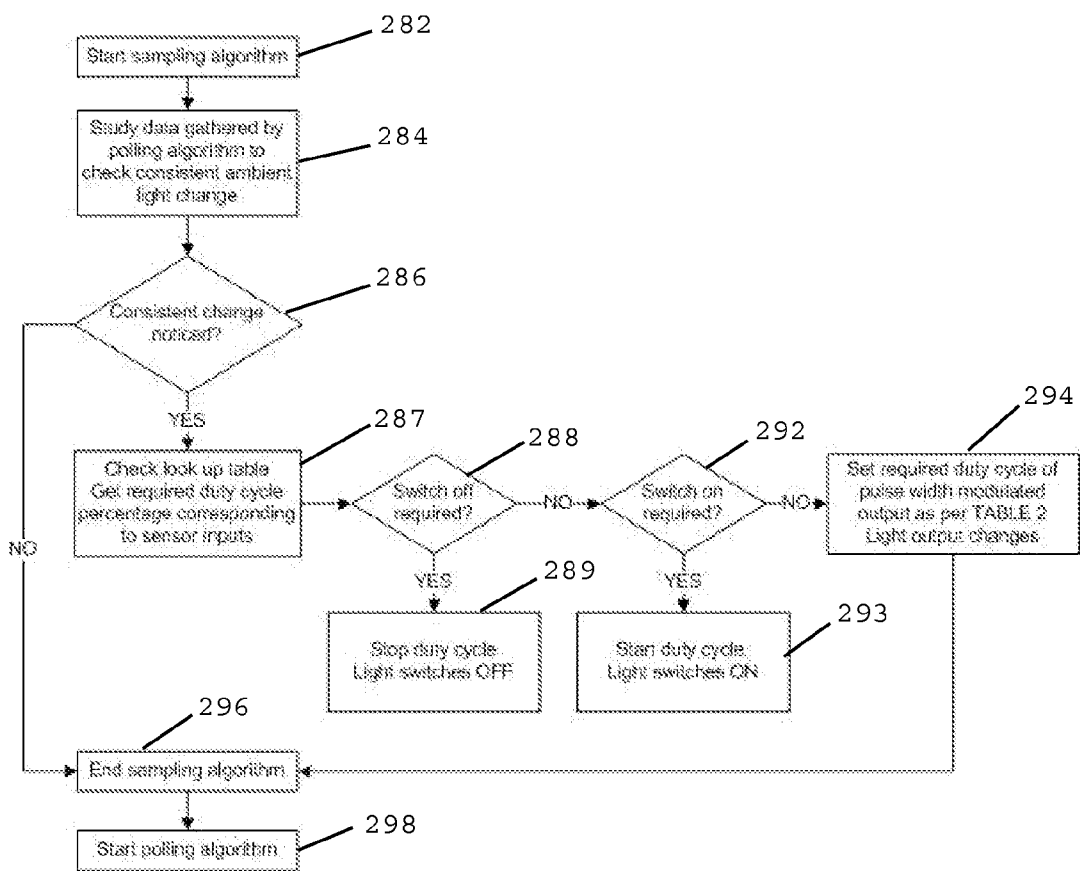 282
Start sampling algorithm
284
Study data gathered by
polling algorithm to
check consistent ambient
light change
286
Consistent change
noticed?
YES
NO
287
Check look up table
Get required duty cycle
percentage corresponding
to sensor inputs
288
Switch off
required?
NO
YES
292
Switch on
required?
NO
YES
294
Set required duty cycle of
pulse width modulated
output as per TABLE 2
Light output changes
289
Stop duty cycle
Light switches OFF
293
Start duty cycle
Light switches ON
296
End sampling algorithm
298
Start polling algorithm